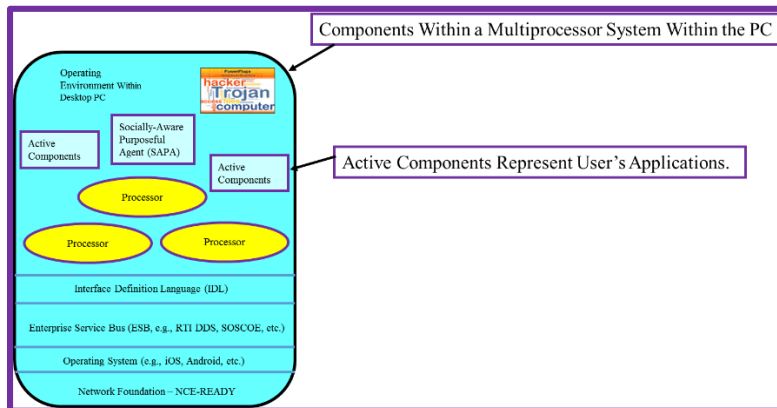 Components Within a Multiprocessor System Within the PC
Operating
Environment Within
Desktop PC
PowerPlugs
hacker
Trojan
computer
Socially-Aware
Purposeful
Agent (SAPA)
Active
Components
Active
Components
Active Components Represent User's Applications.
Processor
Processor
Processor
Interface Definition Language (IDL)
Enterprise Service Bus (ESB, e.g., RTI DDS, SOSCOE, etc.)
Operating System (e.g., iOS, Android, etc.)
Network Foundation – NCE-READY